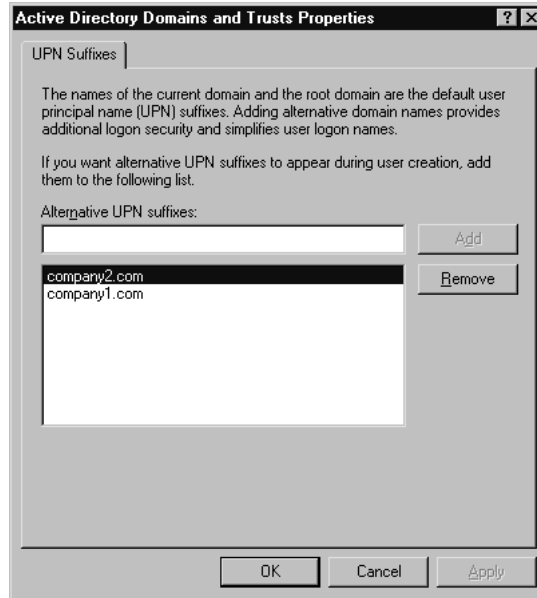 Active Directory Domains and Trusts Properties
UPN Suffixes
The names of the current domain and the root domain are the default user
principal name (UPN) suffixes. Adding alternative domain names provides
additional logon security and simplifies user logon names.
If you want alternative UPN suffixes to appear during user creation, add
them to the following list.
Alternative UPN suffixes:
Add
company2.com
Remove
company1.com
OK
Cancel
Apply